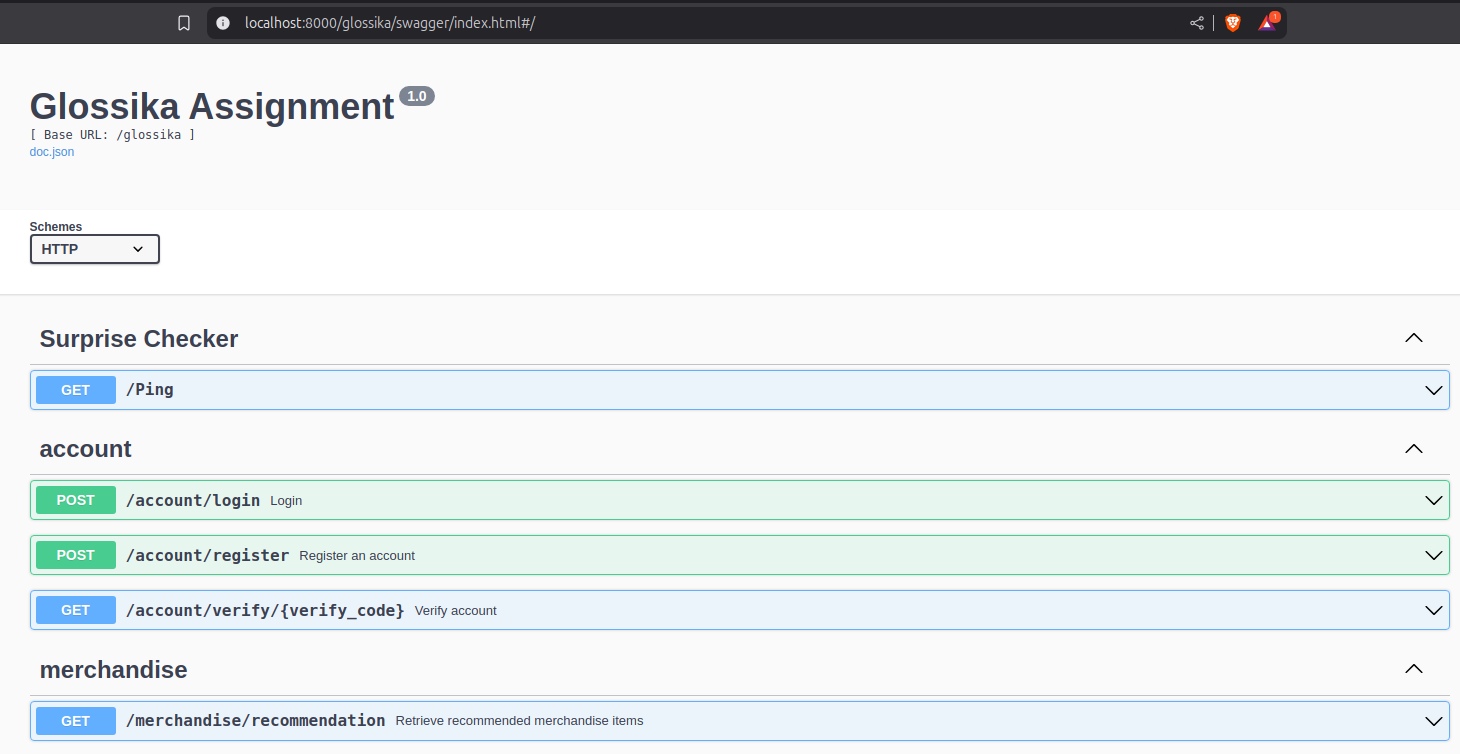 localhost:8000/glossika/swagger/index.html#/
1
Glossika Assignment 1.0
[ Base URL: /glossika ]
doc.json
Schemes
HTTP
Surprise Checker
GET /Ping
account
POST /account/login Login
POST /account/register Register an account
GET /account/verify/{verify_code} Verify account
merchandise
GET /merchandise/recommendation Retrieve recommended merchandise items